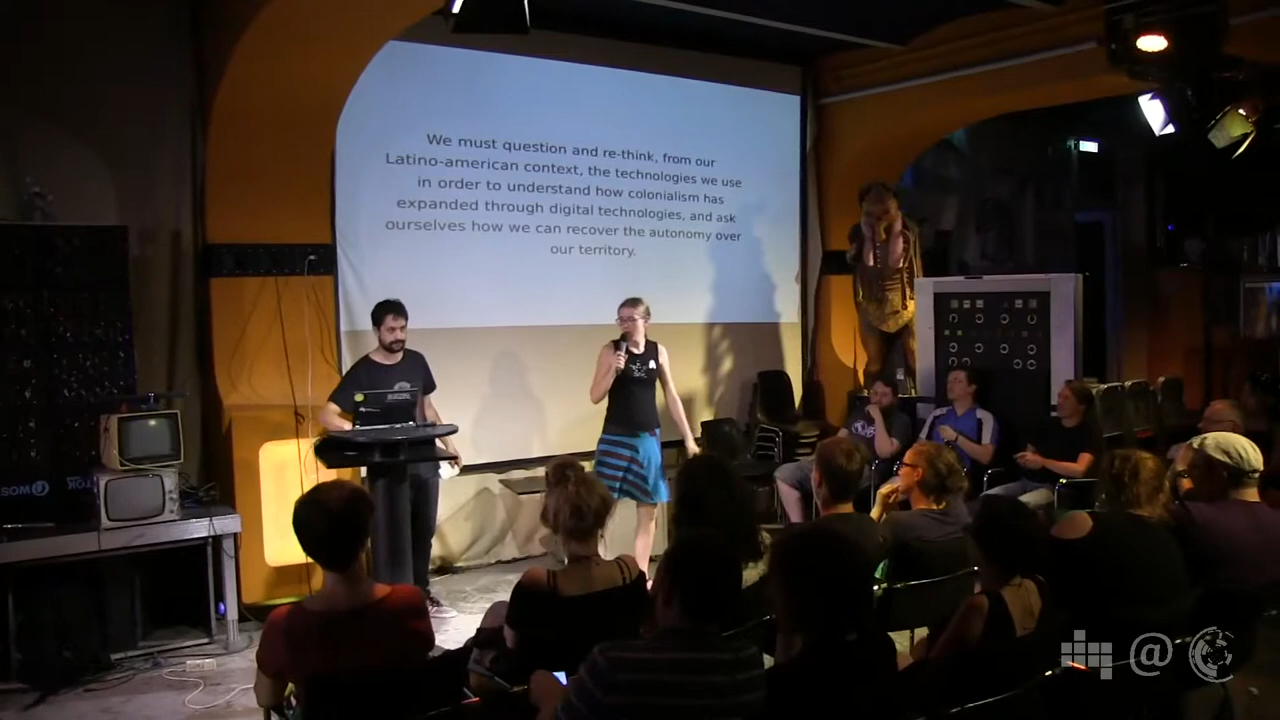 We must question and re-think, from our
Latino-american context, the technologies we use
in order to understand how colonialism has
expanded through digital technologies, and ask
ourselves how we can recover the autonomy over
our territory.
@